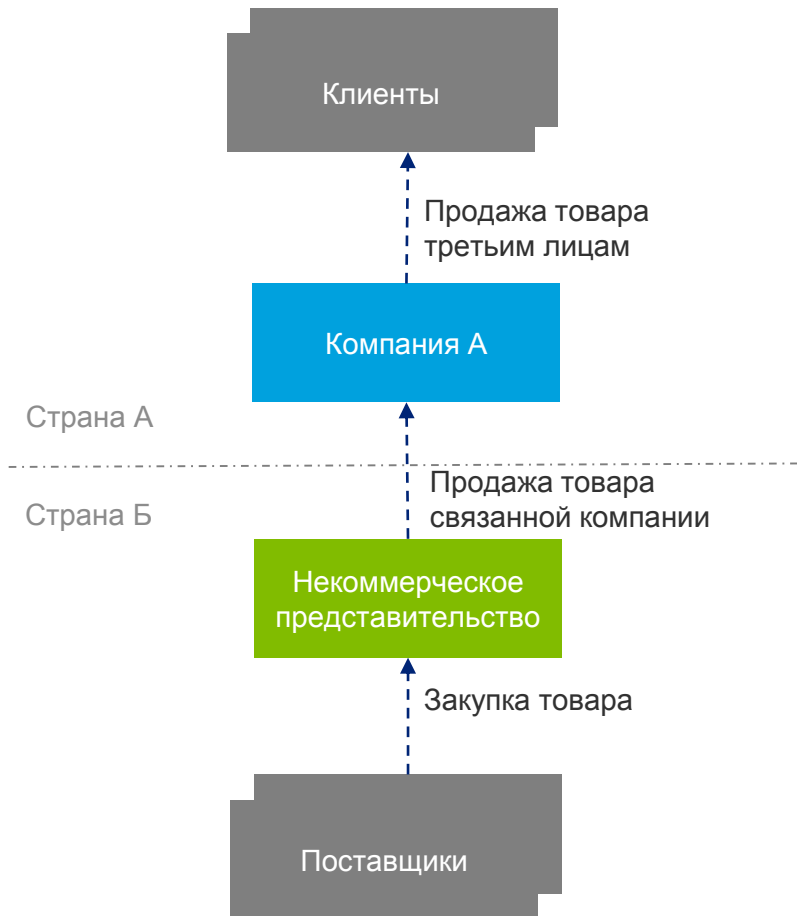 Клиенты
Продажа товара
третьим лицам
Компания А
Страна А
Продажа товара
связанной компании
Страна Б
Некоммерческое
представительство
Закупка товара
Поставщики